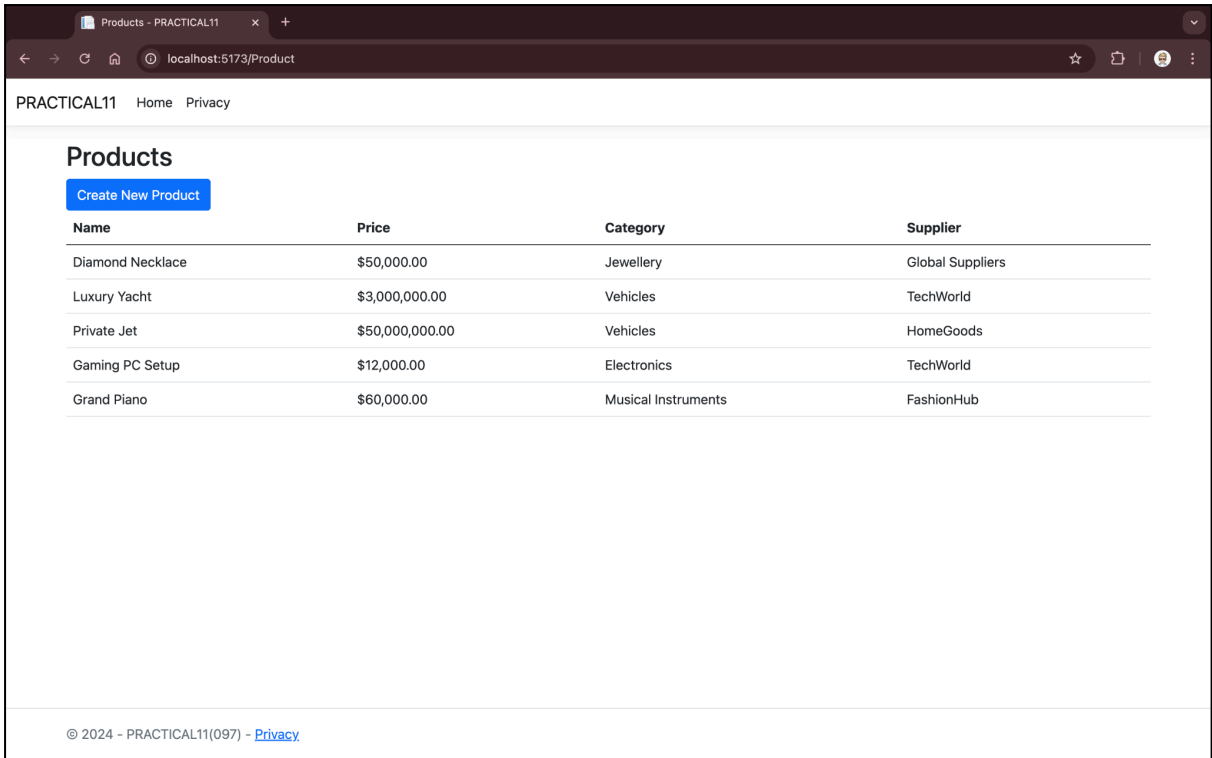 Products - PRACTICAL11
localhost:5173/Product
PRACTICAL11 Home Privacy
Products
Create New Product
Name Price Category Supplier
Diamond Necklace $50,000.00 Jewellery Global Suppliers
Luxury Yacht $3,000,000.00 Vehicles TechWorld
Private Jet $50,000,000.00 Vehicles HomeGoods
Gaming PC Setup $12,000.00 Electronics TechWorld
Grand Piano $60,000.00 Musical Instruments FashionHub
© 2024 - PRACTICAL11(097) - Privacy